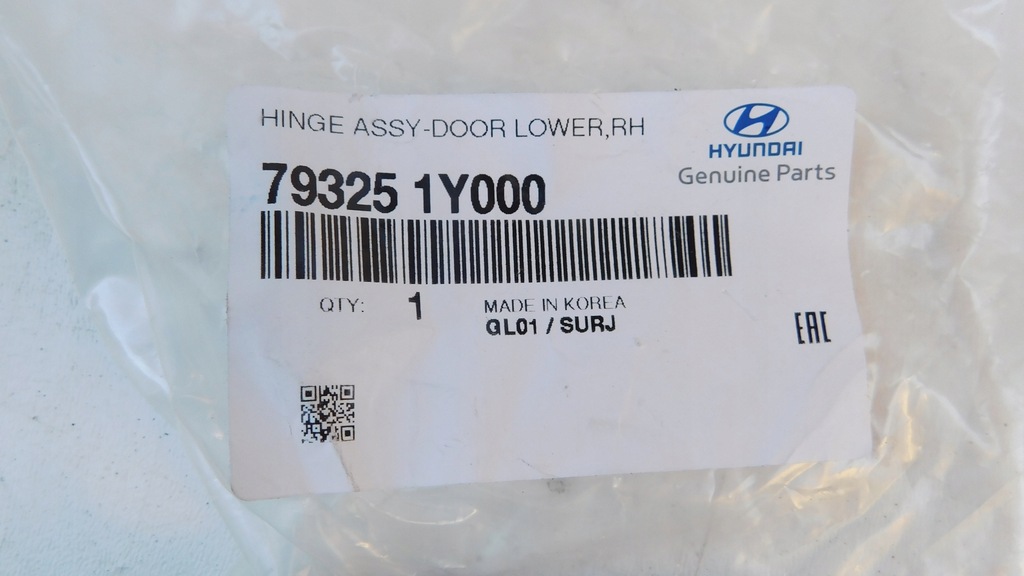 HINGE ASSY-DOOR LOWER,RH
HYUNDAI
Genuine Parts
79325 1Y000
QTY: 1
MADE IN KOREA
GL01 / SURJ
EAC